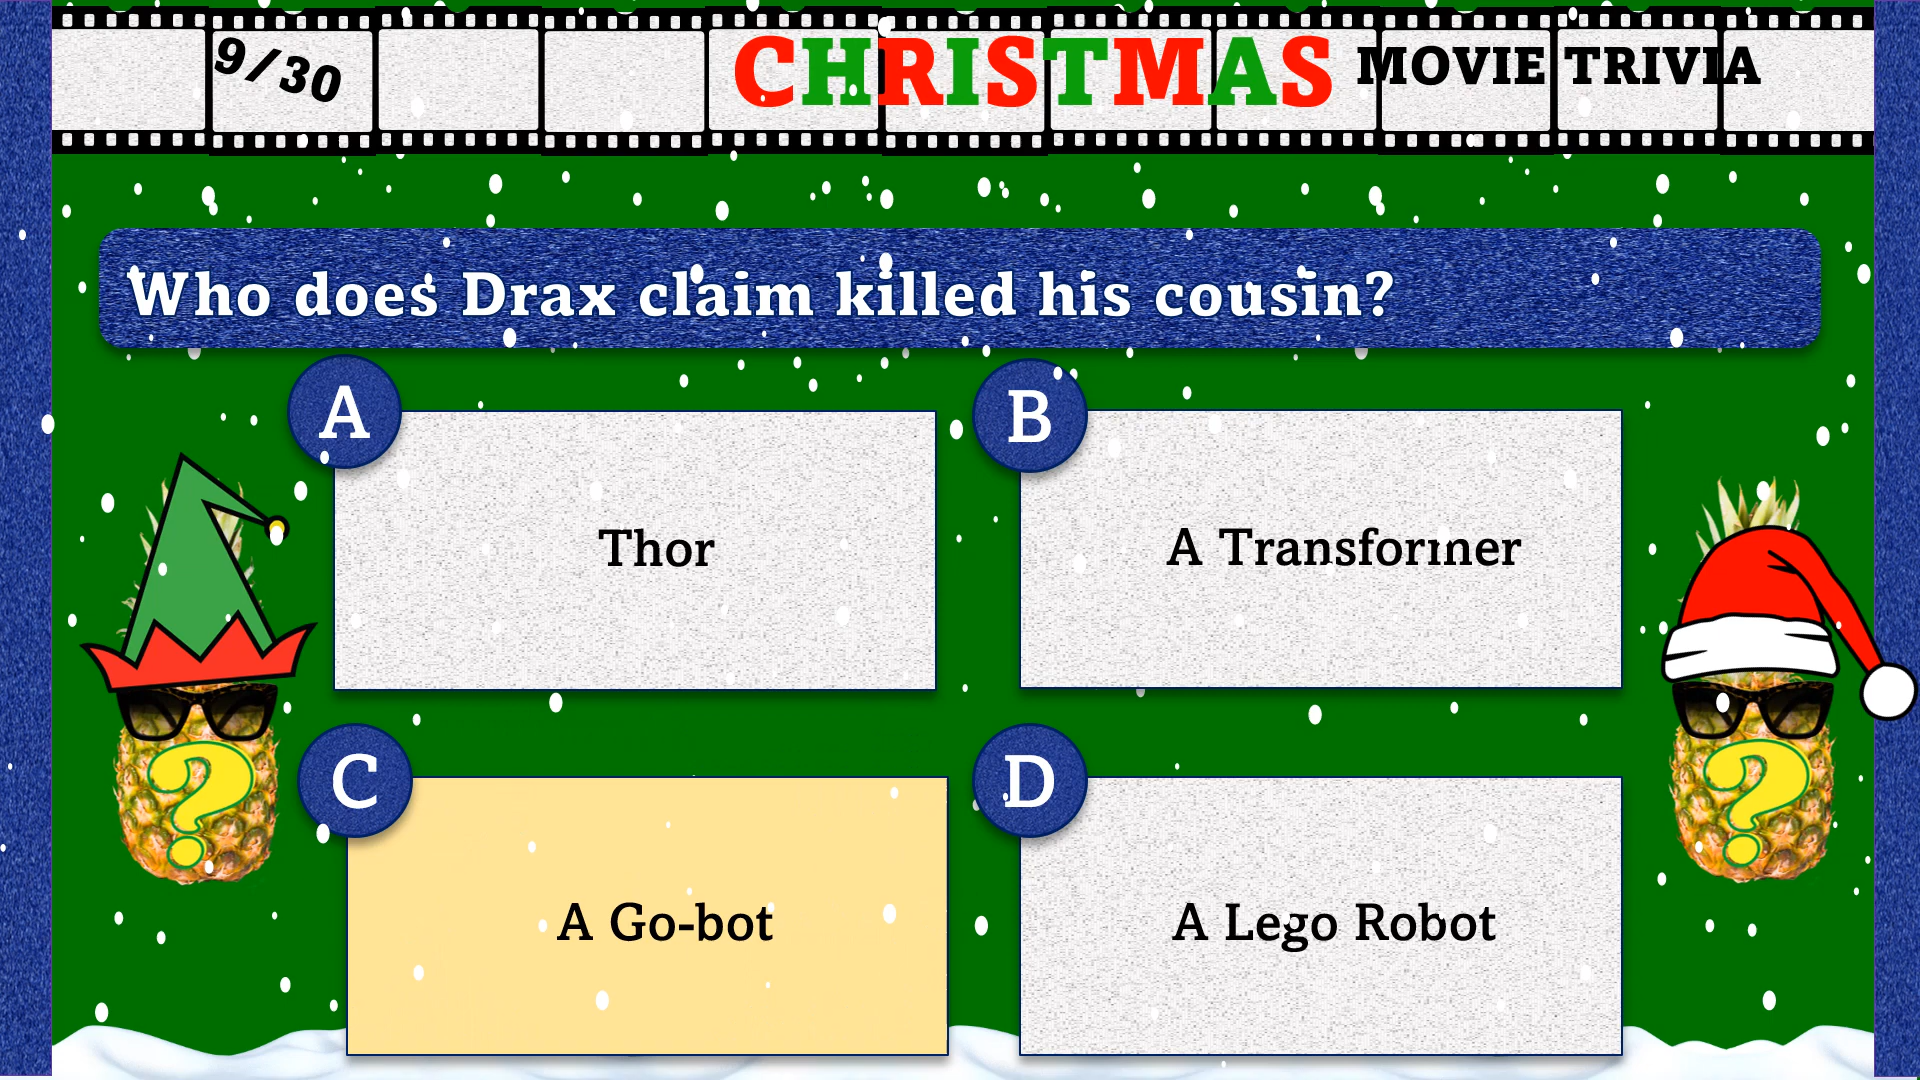 9/30
CHRISTMAS MOVIE TRIVIA
Who does Drax claim killed his cousin?
A
Thor
B
A Transformer
C
A Go-bot
D
A Lego Robot
?
?